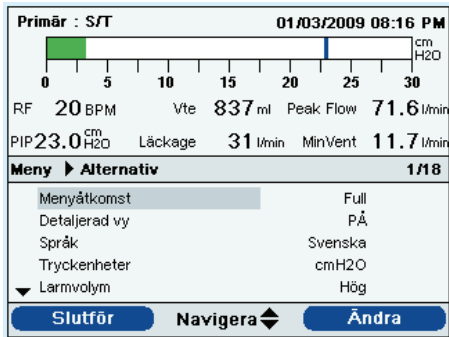 Primär : S/T 01/03/2009 08:16 PM
cm
H2O
0 5 10 15 20 25 30
RF 20 BPM Vte 837 ml Peak Flow 71.6 l/min
PIP 23.0 cm H2O Läckage 31 l/min MinVent 11.7 l/min
Meny Alternativ 1/18
Menyåtkomst Full
Detaljerad vy PÅ
Språk Svenska
Tryckenheter cmH2O
Larmvolym Hög
Slutför Navigera Ändra